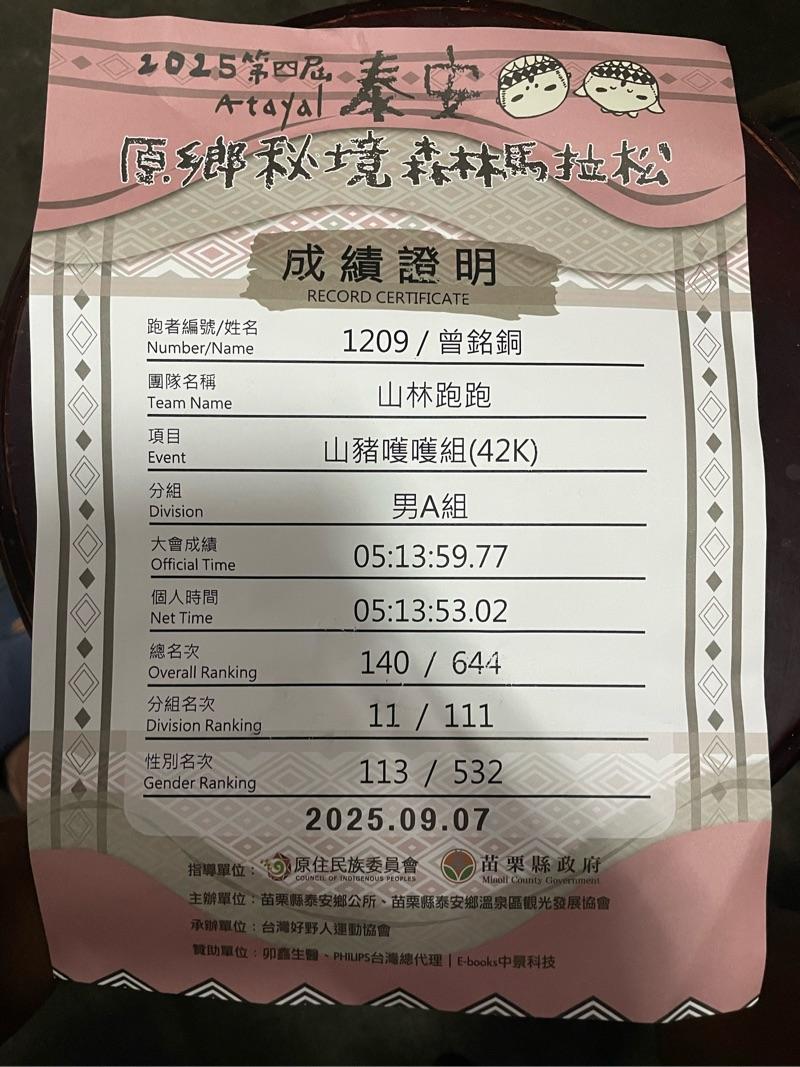 2025第四屆
Atayal 泰安
原鄉秘境森林馬拉松
成績證明
RECORD CERTIFICATE
跑者編號/姓名
Number/Name 1209 / 曾銘銅
團隊名稱
Team Name 山林跑跑
項目
Event 山豬嚄嚄組(42K)
分組
Division 男A組
大會成績
Official Time 05:13:59.77
個人時間
Net Time 05:13:53.02
總名次
Overall Ranking 140 / 644
分組名次
Division Ranking 11 / 111
性別名次
Gender Ranking 113 / 532
2025.09.07
指導單位： 原住民族委員會 苗栗縣政府
COUNCIL OF INDIGENOUS PEOPLES Miaoli County Government
主辦單位：苗栗縣泰安鄉公所、苗栗縣泰安鄉溫泉區觀光發展協會
承辦單位：台灣好野人運動協會
贊助單位：卯鑫生醫、PHILIPS台灣總代理｜E-books中景科技